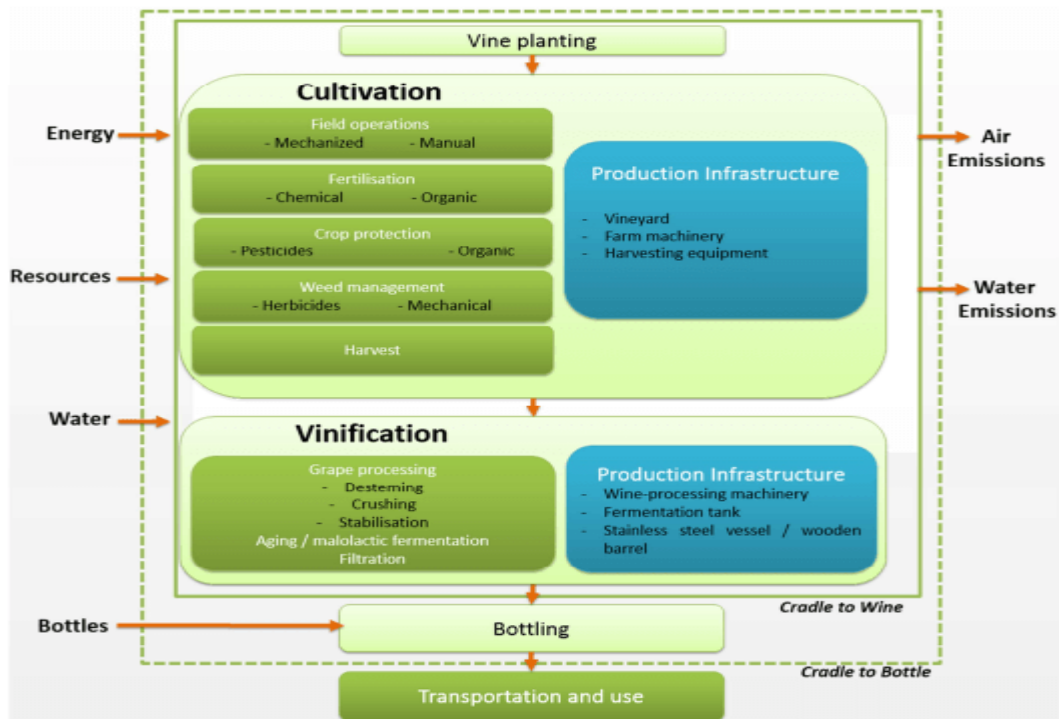 Vine planting
Cultivation
Field operations
- Mechanized - Manual
Fertilisation
- Chemical - Organic
Crop protection
- Pesticides - Organic
Weed management
- Herbicides - Mechanical
Harvest
Production Infrastructure
- Vineyard
- Farm machinery
- Harvesting equipment
Energy
Resources
Water
Bottles
Air
Emissions
Water
Emissions
Vinification
Grape processing
- Desteming
- Crushing
- Stabilisation
Aging / malolactic fermentation
Filtration
Production Infrastructure
- Wine-processing machinery
- Fermentation tank
- Stainless steel vessel / wooden
barrel
Cradle to Wine
Bottling
Cradle to Bottle
Transportation and use